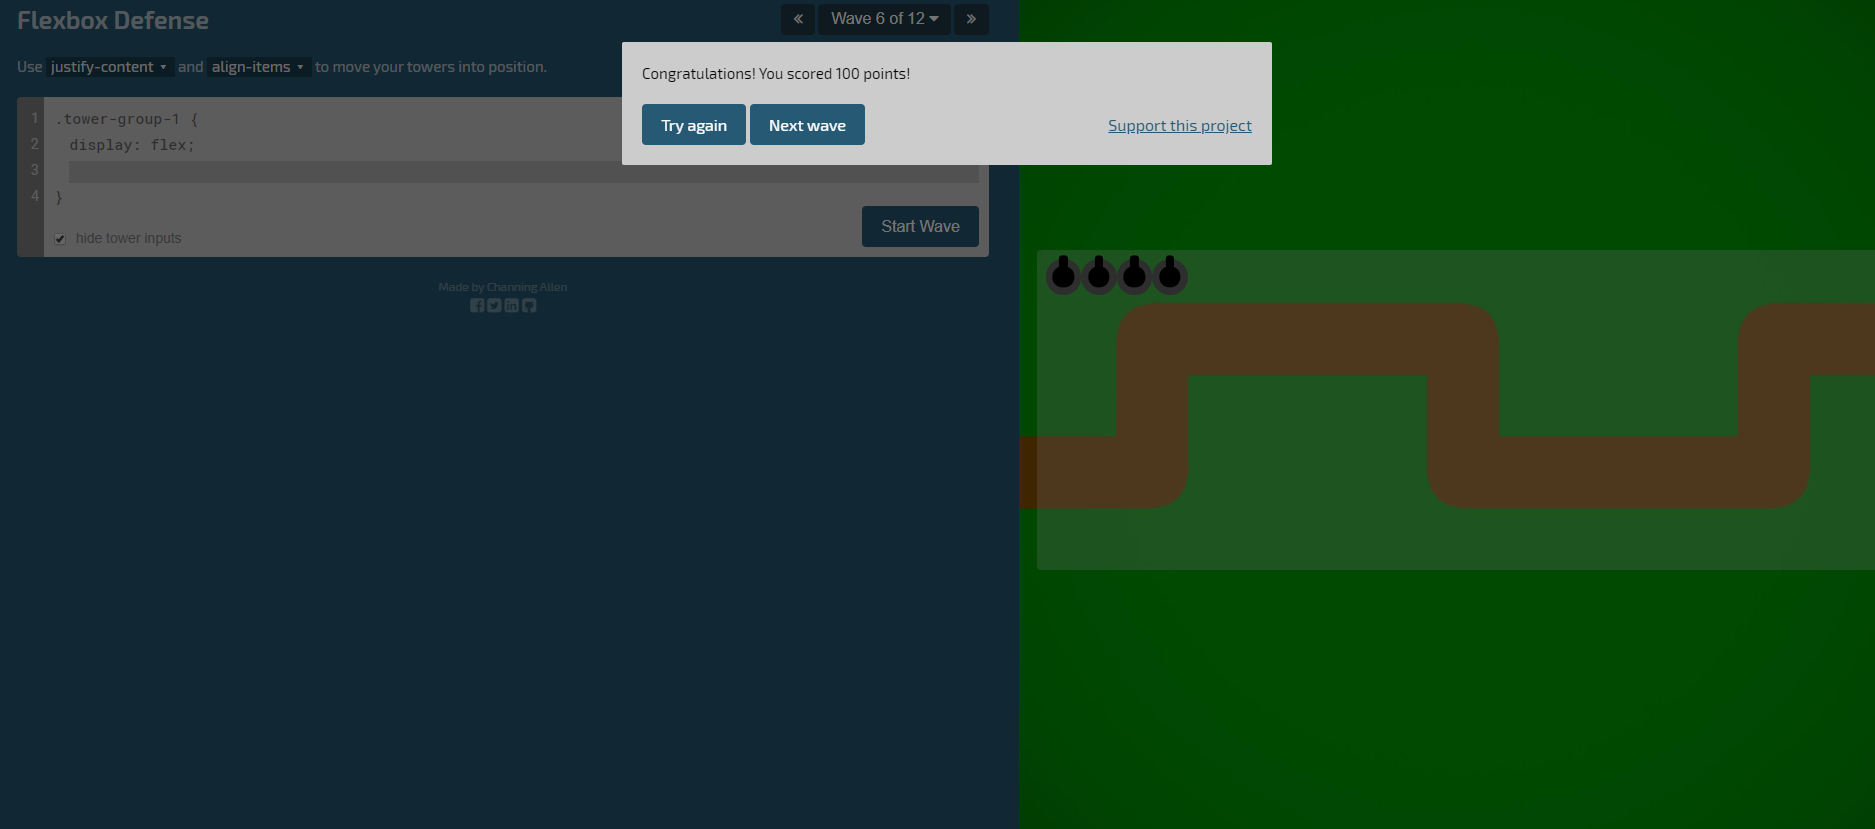 Flexbox Defense
« Wave 6 of 12 »
Use justify-content and align-items to move your towers into position.
Congratulations! You scored 100 points!
Try again Next wave Support this project
1 .tower-group-1 {
2 display: flex;
3
4 }
hide tower inputs
Start Wave
Made by Channing Allen